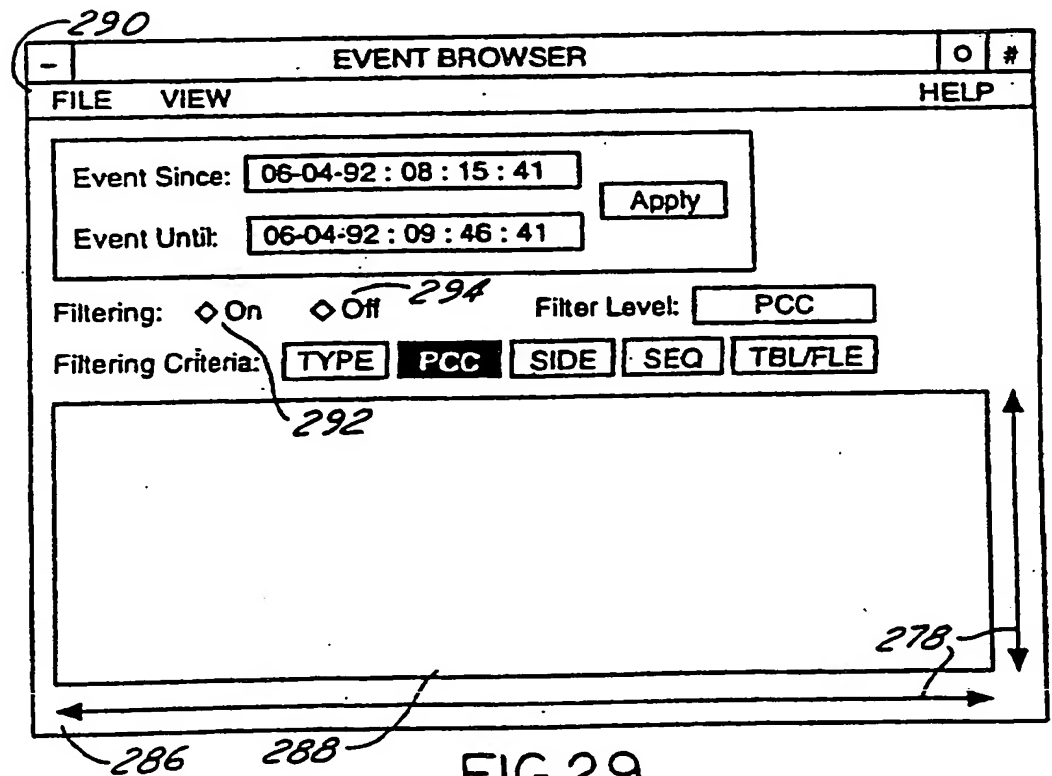 290
- EVENT BROWSER O #
FILE VIEW HELP
Event Since: 06-04-92 : 08 : 15 : 41
Apply
Event Until: 06-04-92 : 09 : 46 : 41
Filtering: On Off 294 Filter Level: PCC
Filtering Criteria: TYPE PCC SIDE SEQ TBL/FLE
292
278
286 288
FIG.29